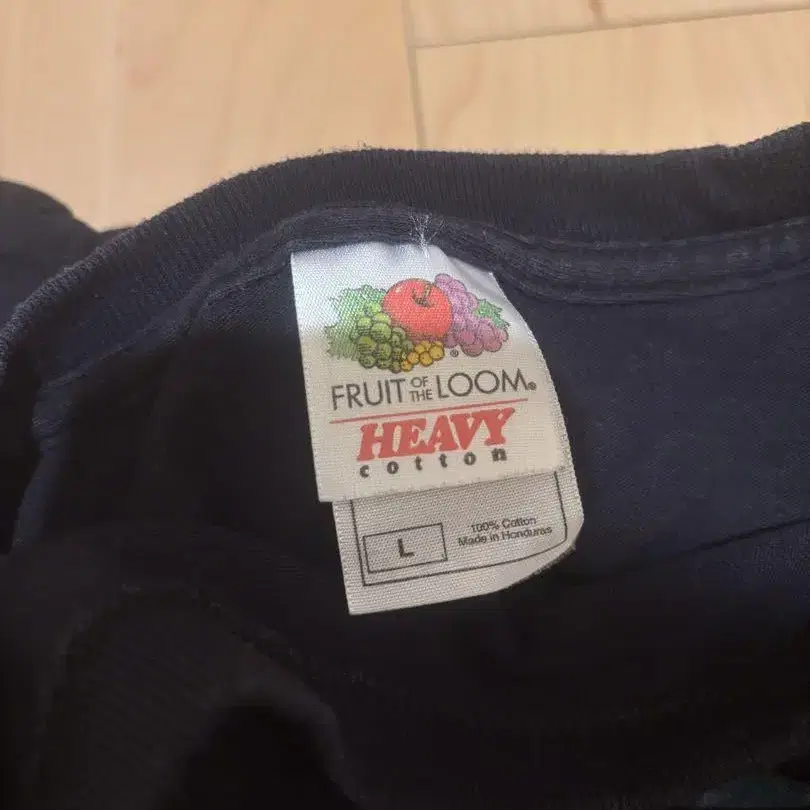 FRUIT OF THE LOOM®
HEAVY
cotton
L
100% Cotton
Made in Honduras